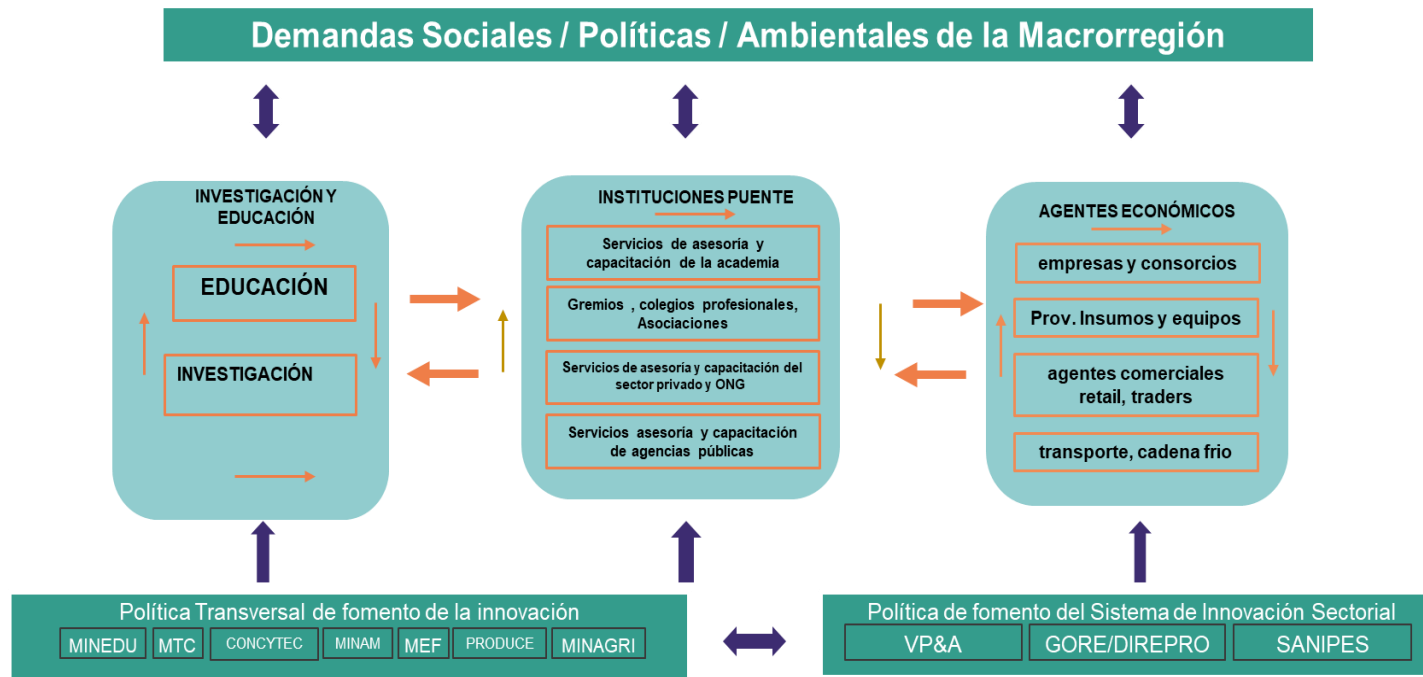 Demandas Sociales / Políticas / Ambientales de la Macrorregión
INVESTIGACIÓN Y
EDUCACIÓN
EDUCACIÓN
INVESTIGACIÓN
INSTITUCIONES PUENTE
Servicios de asesoría y
capacitación de la academia
Gremios , colegios profesionales,
Asociaciones
Servicios de asesoría y capacitación del
sector privado y ONG
Servicios asesoría y capacitación
de agencias públicas
AGENTES ECONÓMICOS
empresas y consorcios
Prov. Insumos y equipos
agentes comerciales
retail, traders
transporte, cadena frio
Política Transversal de fomento de la innovación
MINEDU MTC CONCYTEC MINAM MEF PRODUCE MINAGRI
Política de fomento del Sistema de Innovación Sectorial
VP&A GORE/DIREPRO SANIPES